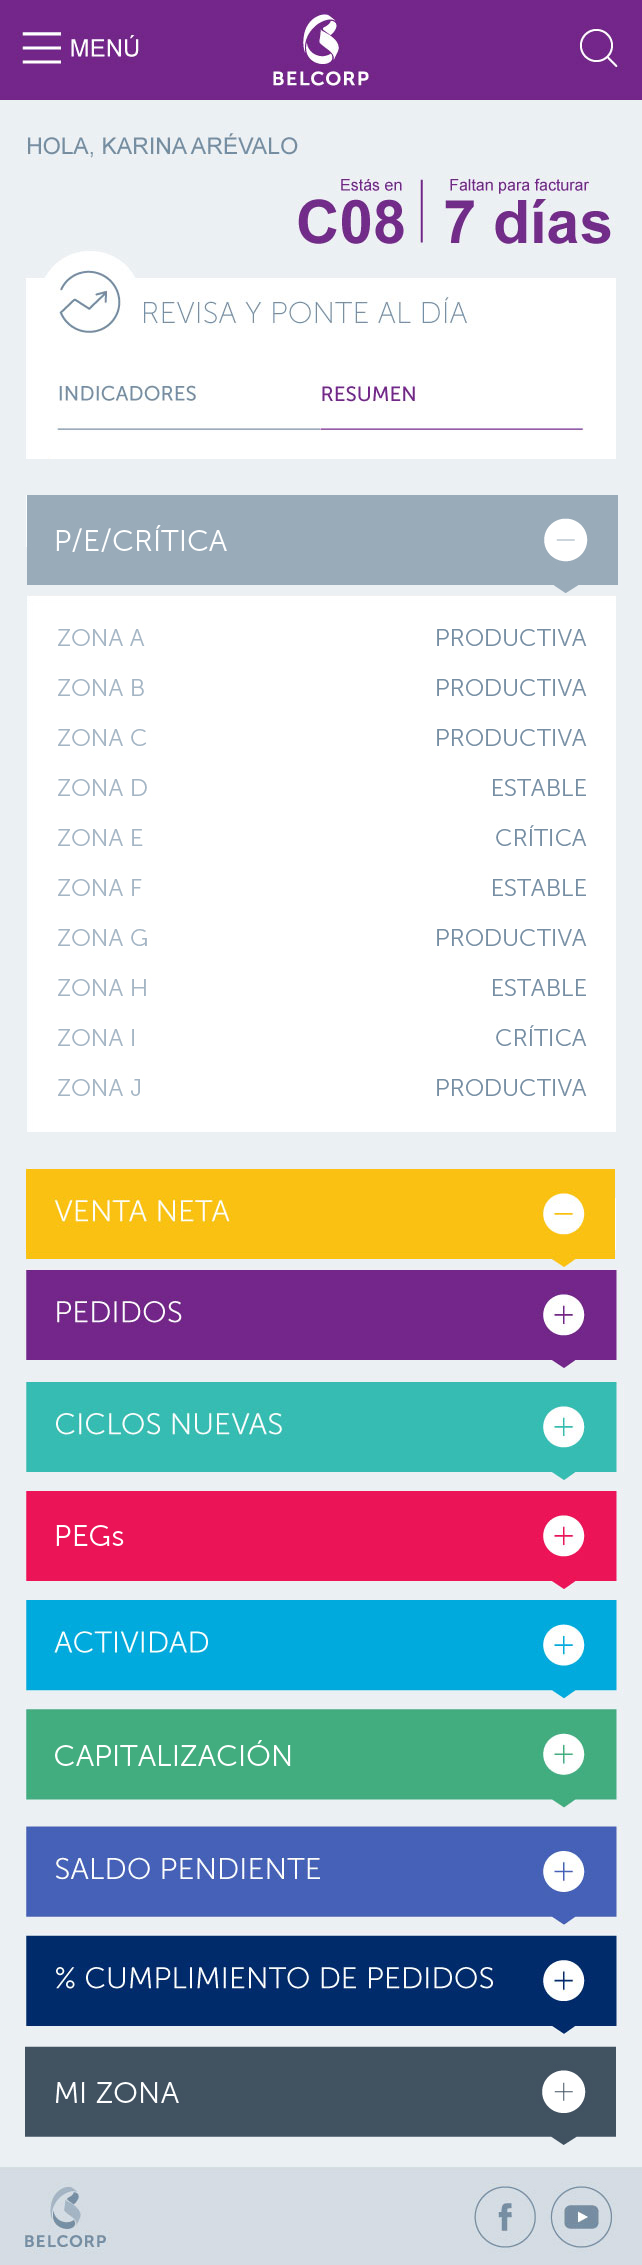 MENÚ
BELCORP
HOLA, KARINA ARÉVALO
Estás en
C08
Faltan para facturar
7 días
REVISA Y PONTE AL DÍA
INDICADORES
RESUMEN
P/E/CRÍTICA
ZONA A PRODUCTIVA
ZONA B PRODUCTIVA
ZONA C PRODUCTIVA
ZONA D ESTABLE
ZONA E CRÍTICA
ZONA F ESTABLE
ZONA G PRODUCTIVA
ZONA H ESTABLE
ZONA I CRÍTICA
ZONA J PRODUCTIVA
VENTA NETA
PEDIDOS
CICLOS NUEVAS
PEGs
ACTIVIDAD
CAPITALIZACIÓN
SALDO PENDIENTE
% CUMPLIMIENTO DE PEDIDOS
MI ZONA
BELCORP